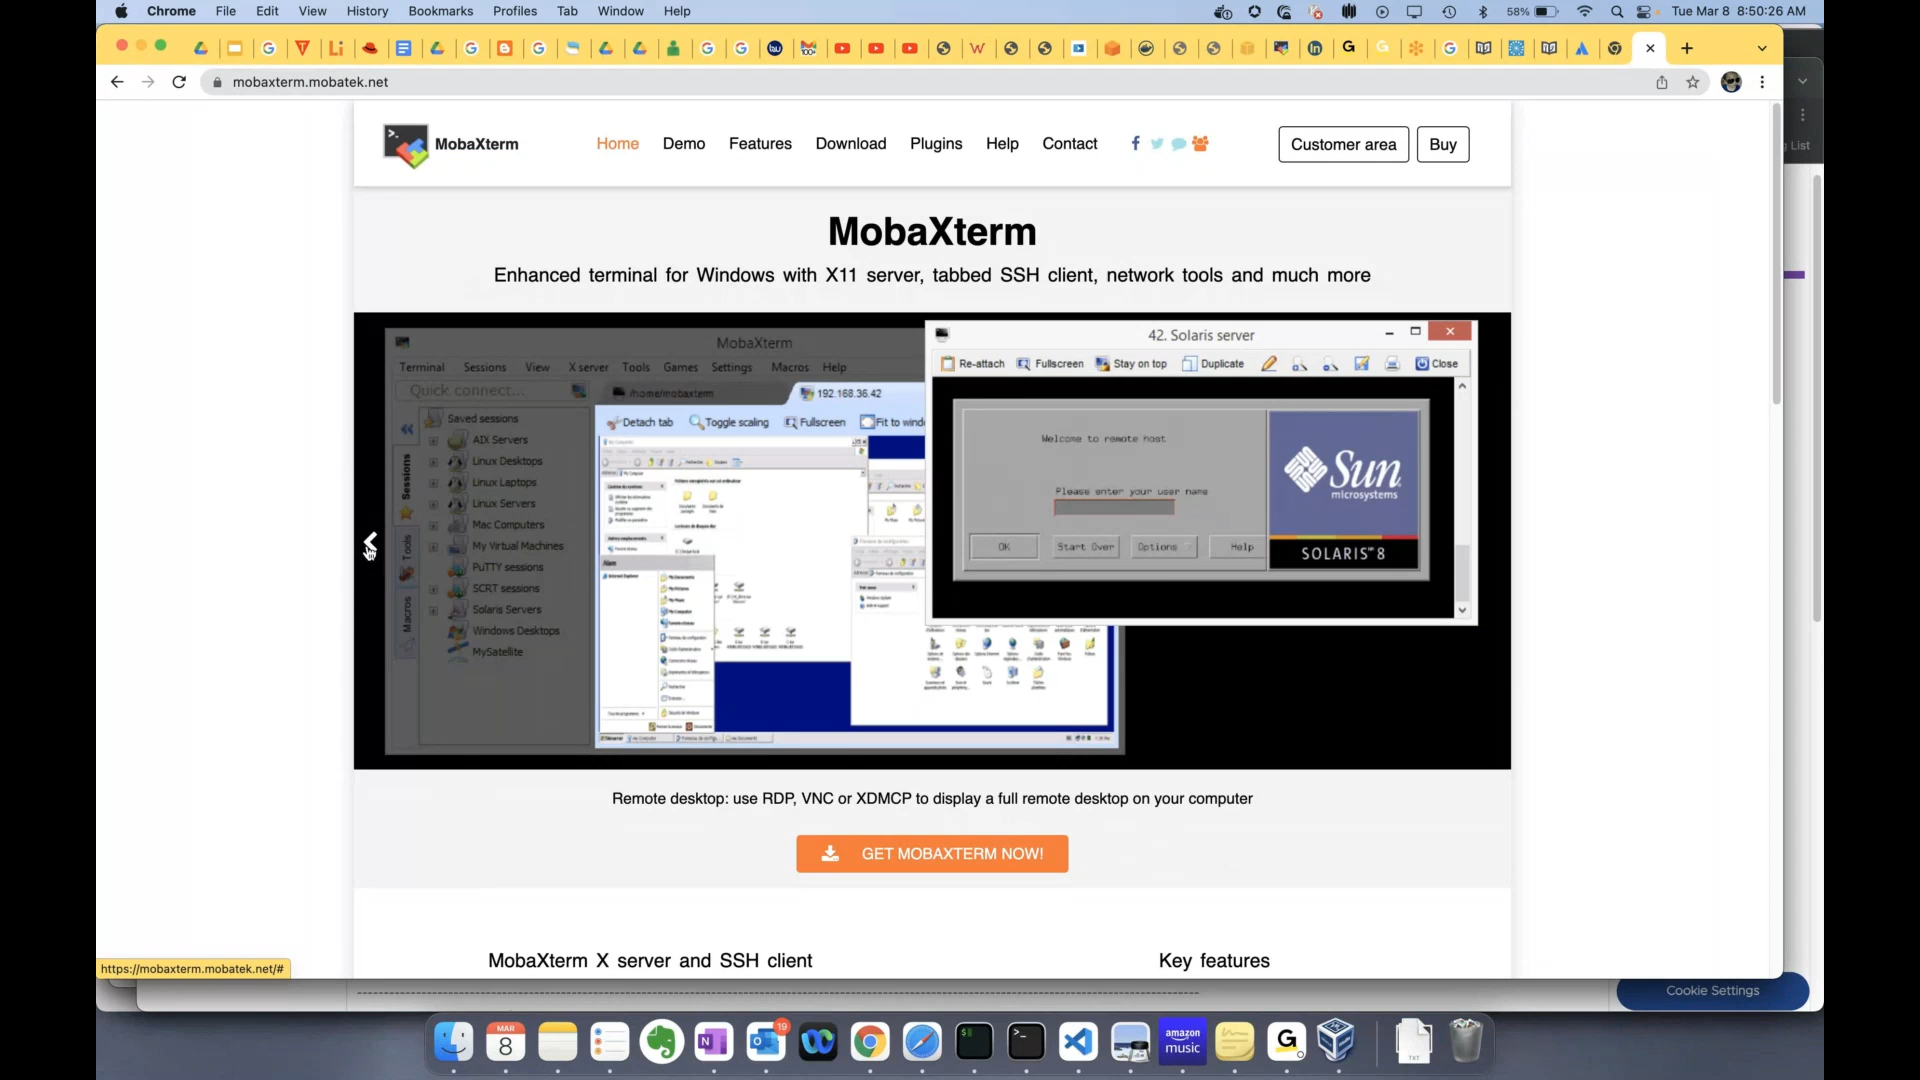 Chrome File Edit View History Bookmarks Profiles Tab Window Help
58% Tue Mar 8 8:50:26 AM
mobaxterm.mobatek.net
MobaXterm
Home Demo Features Download Plugins Help Contact
Customer area Buy
List
MobaXterm
Enhanced terminal for Windows with X11 server, tabbed SSH client, network tools and much more
MobaXterm
Terminal Sessions View X server Tools Games Settings Macros Help
Quick connect...
/home/mobaxterm
192.168.36.42
Detach tab Toggle scaling Fullscreen Fit to wind
Sessions
Tools
Macros
Saved sessions
AIX Servers
Linux Desktops
Linux Laptops
Linux Servers
Mac Computers
My Virtual Machines
PuTTY sessions
SCRT sessions
Solaris Servers
Windows Desktops
MySatellite
42. Solaris server
Re-attach Fullscreen Stay on top Duplicate Close
Welcome to remote host
Please enter your user name
OK Start Over Options Help
Sun
microsystems
SOLARIS™8
Remote desktop: use RDP, VNC or XDMCP to display a full remote desktop on your computer
GET MOBAXTERM NOW!
MobaXterm X server and SSH client
Key features
https://mobaxterm.mobatek.net/#
Cookie Settings
MAR
8
19
amazon
music
TXT